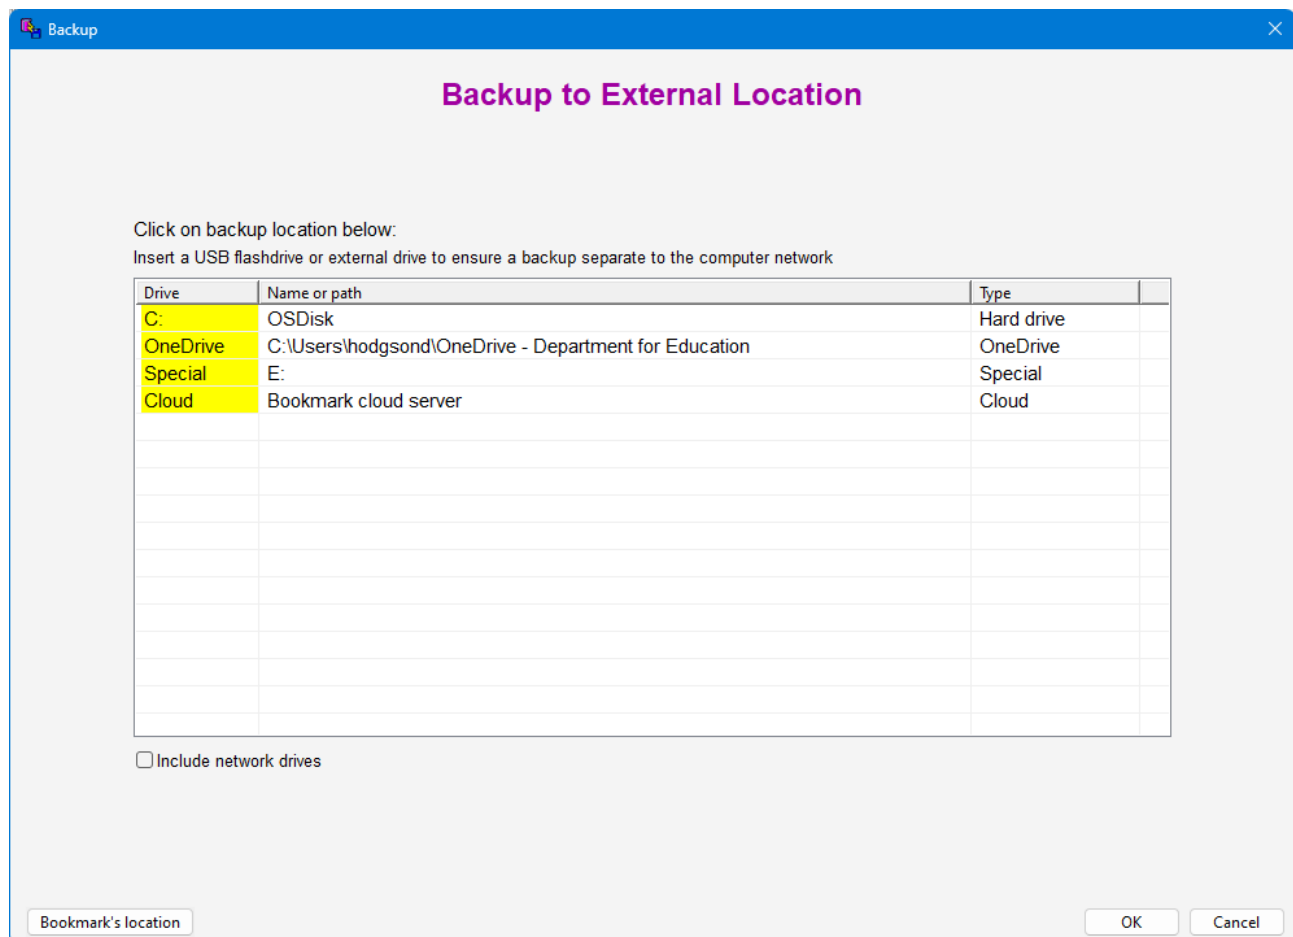 Backup
Backup to External Location
Click on backup location below:
Insert a USB flashdrive or external drive to ensure a backup separate to the computer network
Drive Name or path Type
C: OSDisk Hard drive
OneDrive C:\Users\hodgsond\OneDrive - Department for Education OneDrive
Special E: Special
Cloud Bookmark cloud server Cloud
Include network drives
Bookmark's location OK Cancel